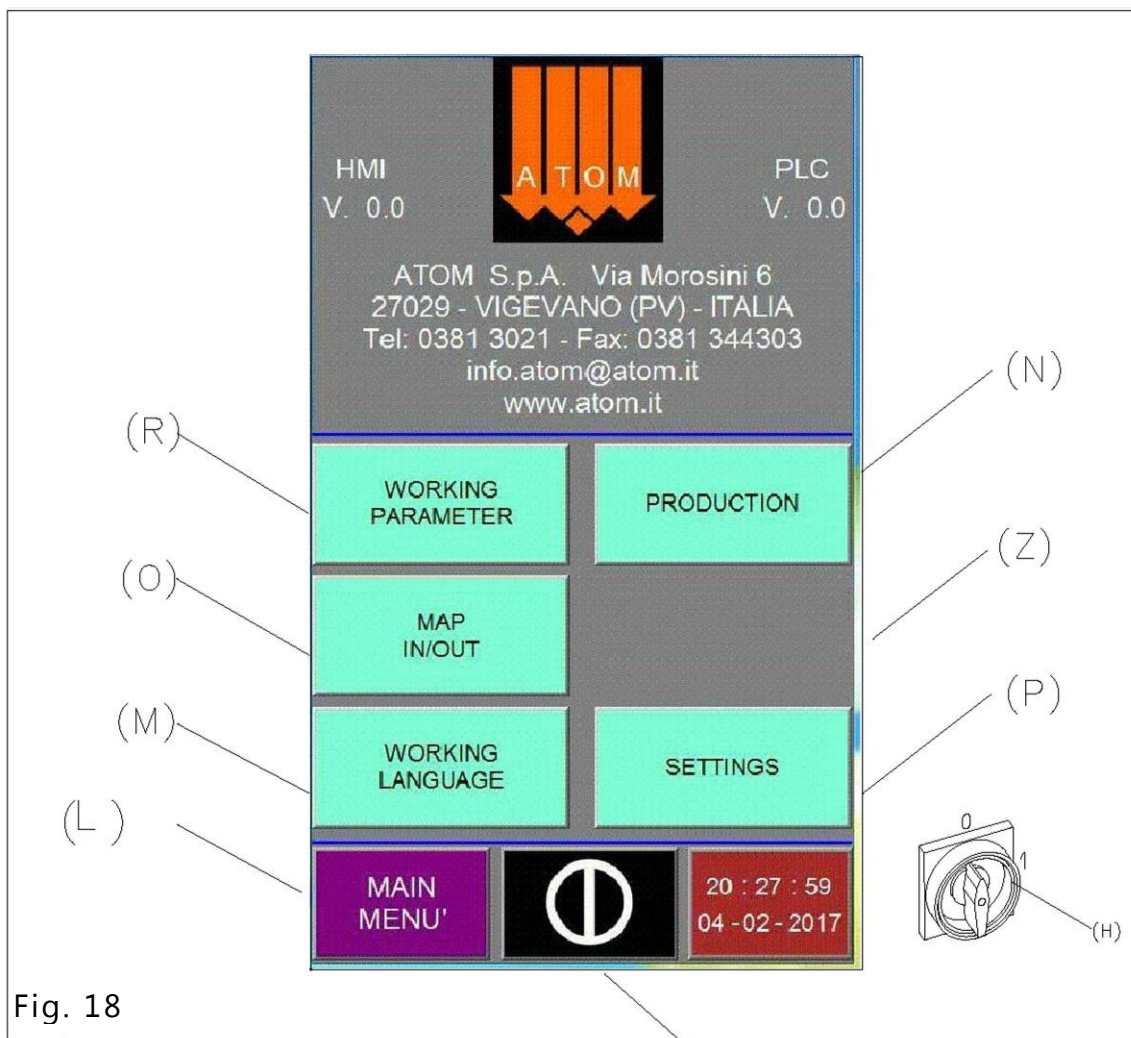 HMI
V. 0.0
ATOM
PLC
V. 0.0
ATOM S.p.A. Via Morosini 6
27029 - VIGEVANO (PV) - ITALIA
Tel: 0381 3021 - Fax: 0381 344303
info.atom@atom.it
www.atom.it
(R)
WORKING
PARAMETER
PRODUCTION
(N)
(O)
MAP
IN/OUT
(Z)
(M)
WORKING
LANGUAGE
SETTINGS
(P)
(L)
MAIN
MENU'
20 : 27 : 59
04 - 02 - 2017
0
1
(H)
Fig. 18